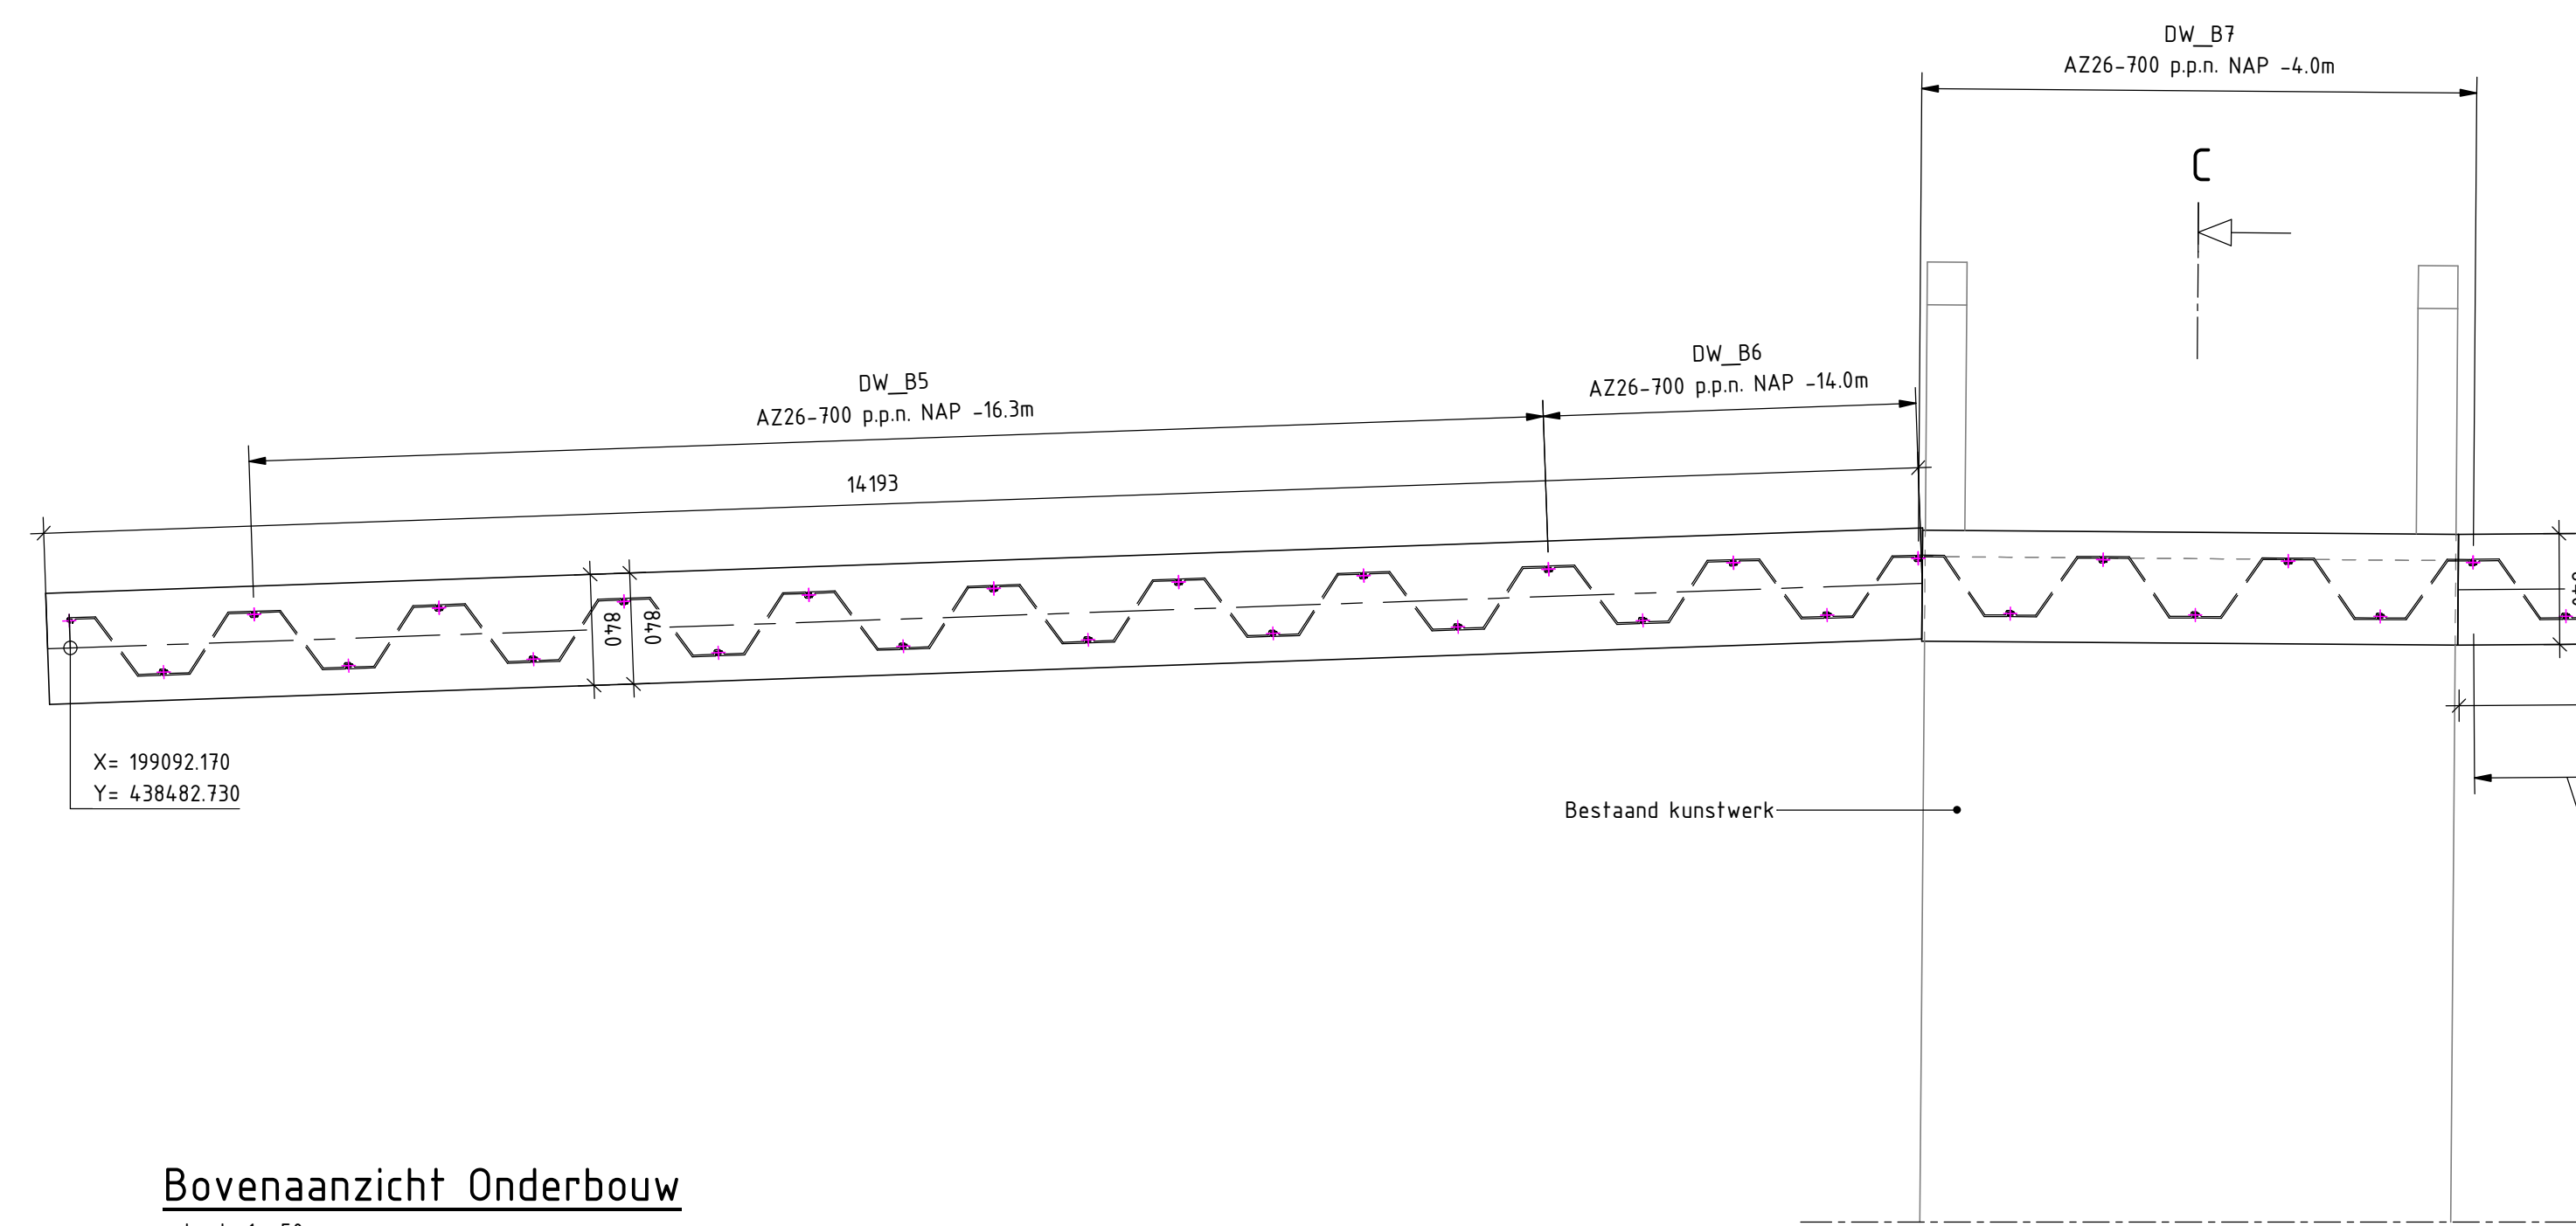 DW_B7
AZ26-700 p.p.n. NAP -4.0m
C
DW_B6
AZ26-700 p.p.n. NAP -14.0m
DW_B5
AZ26-700 p.p.n. NAP -16.3m
14193
840
840
X= 199092.170
Y= 438482.730
Bestaand kunstwerk
Bovenaanzicht Onderbouw